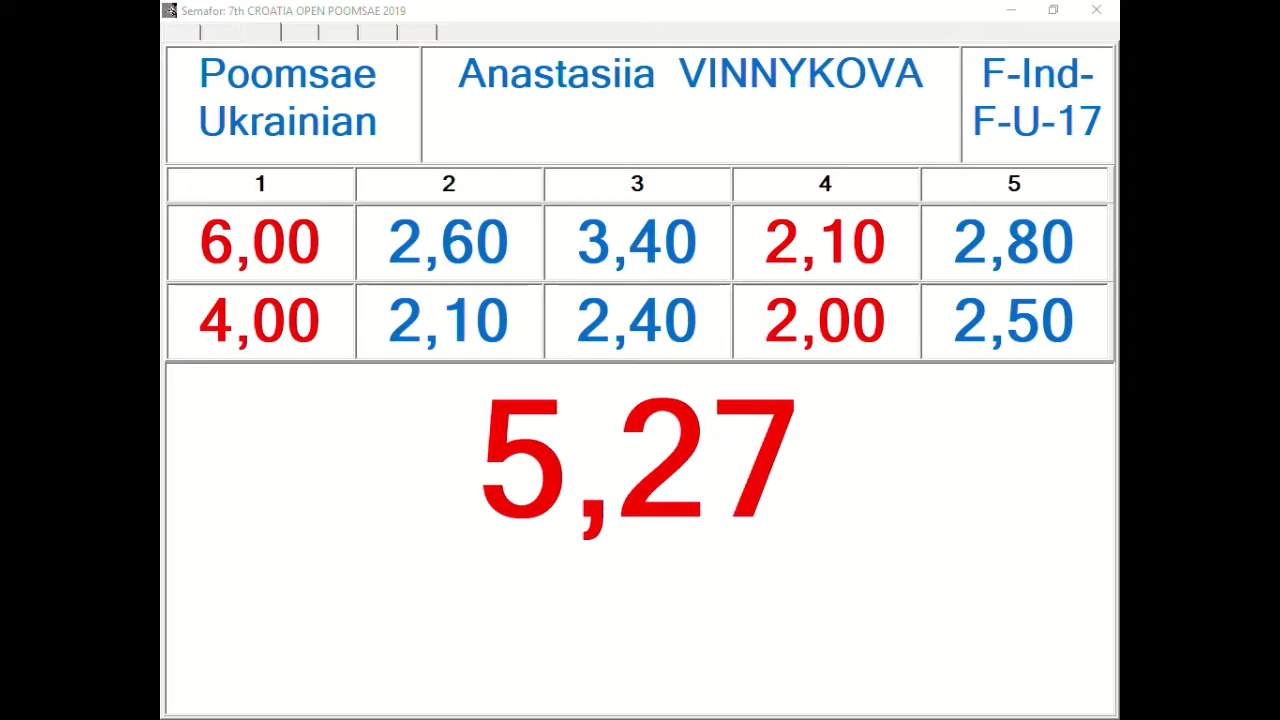 Semafor: 7th CROATIA OPEN POOMSAE 2019
Poomsae Anastasiia VINNYKOVA F-Ind-
Ukrainian F-U-17
1 2 3 4 5
6,00 2,60 3,40 2,10 2,80
4,00 2,10 2,40 2,00 2,50
5,27